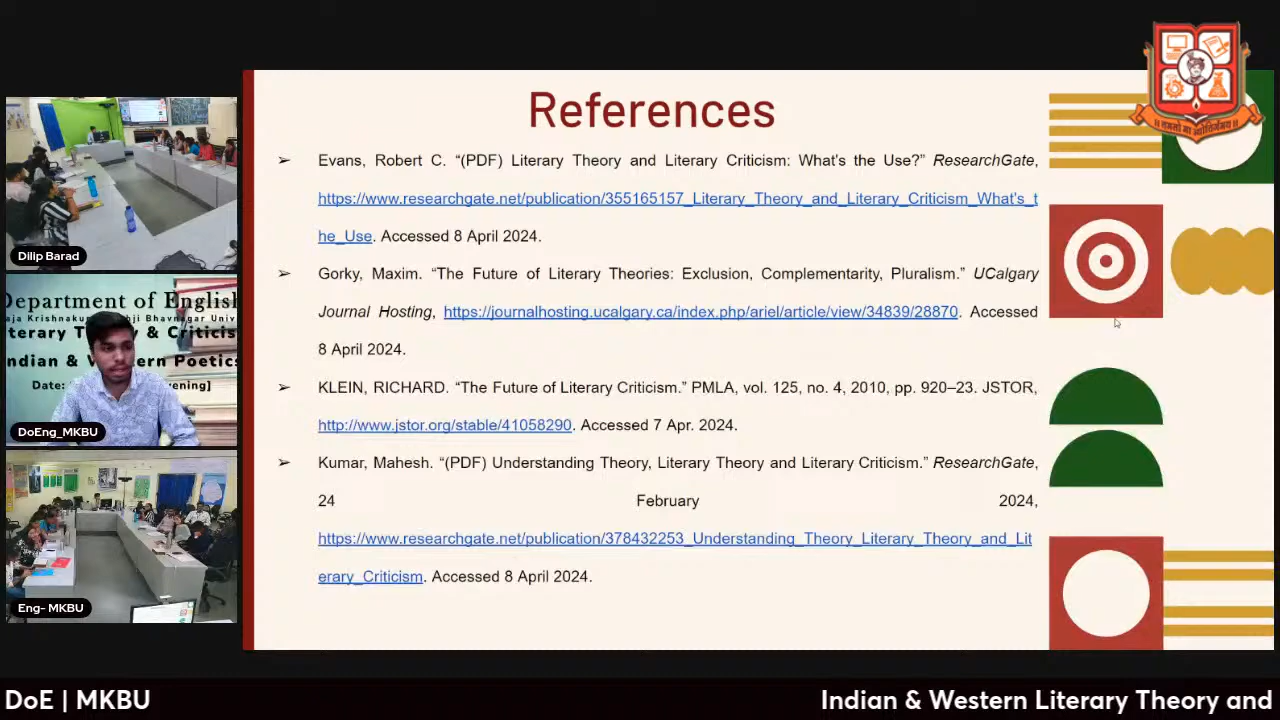 References
➢ Evans, Robert C. “(PDF) Literary Theory and Literary Criticism: What's the Use?” ResearchGate,
https://www.researchgate.net/publication/355165157_Literary_Theory_and_Literary_Criticism_What's_t
he_Use. Accessed 8 April 2024.
➢ Gorky, Maxim. “The Future of Literary Theories: Exclusion, Complementarity, Pluralism.” UCalgary
Journal Hosting, https://journalhosting.ucalgary.ca/index.php/ariel/article/view/34839/28870. Accessed
8 April 2024.
➢ KLEIN, RICHARD. “The Future of Literary Criticism.” PMLA, vol. 125, no. 4, 2010, pp. 920–23. JSTOR,
http://www.jstor.org/stable/41058290. Accessed 7 Apr. 2024.
➢ Kumar, Mahesh. “(PDF) Understanding Theory, Literary Theory and Literary Criticism.” ResearchGate,
24 February 2024,
https://www.researchgate.net/publication/378432253_Understanding_Theory_Literary_Theory_and_Lit
erary_Criticism. Accessed 8 April 2024.
Dilip Barad
Department of English
terary Th y & Criticis
ndian & W rn Poetics
Date: ening]
DoEng_MKBU
Eng- MKBU
DoE | MKBU
Indian & Western Literary Theory and